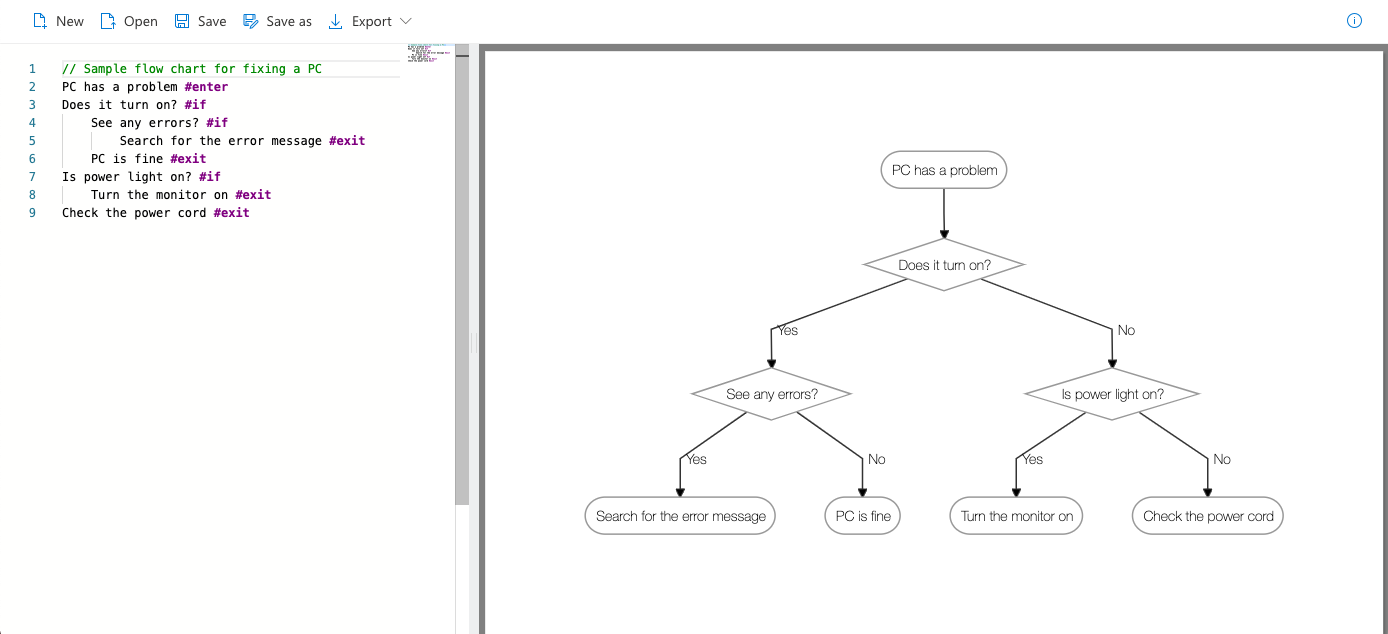 New Open Save Save as Export
1 // Sample flow chart for fixing a PC
2 PC has a problem #enter
3 Does it turn on? #if
4 See any errors? #if
5 Search for the error message #exit
6 PC is fine #exit
7 Is power light on? #if
8 Turn the monitor on #exit
9 Check the power cord #exit
PC has a problem
Does it turn on?
Yes No
See any errors? Is power light on?
Yes No Yes No
Search for the error message PC is fine Turn the monitor on Check the power cord